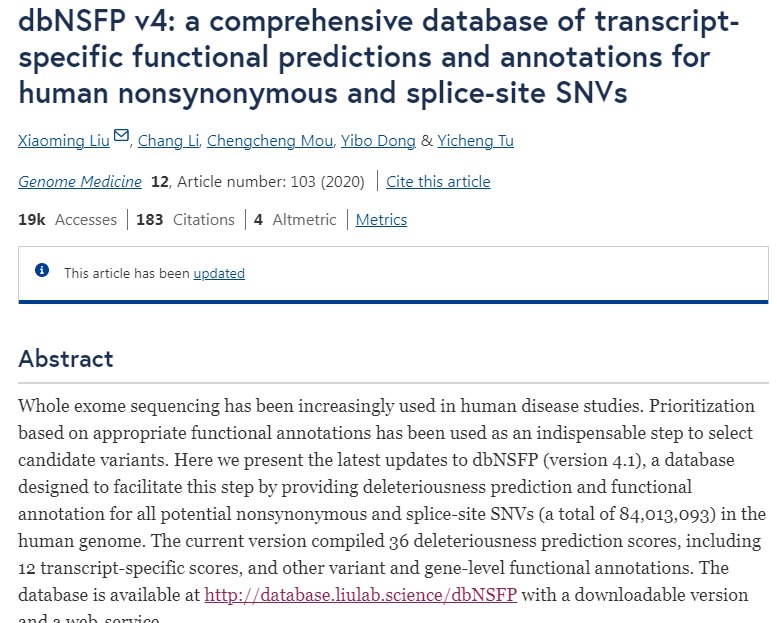 dbNSFP v4: a comprehensive database of transcript-
specific functional predictions and annotations for
human nonsynonymous and splice-site SNVs
Xiaoming Liu, Chang Li, Chengcheng Mou, Yibo Dong & Yicheng Tu
Genome Medicine 12, Article number: 103 (2020) Cite this article
19k Accesses 183 Citations 4 Altmetric Metrics
This article has been updated
Abstract
Whole exome sequencing has been increasingly used in human disease studies. Prioritization
based on appropriate functional annotations has been used as an indispensable step to select
candidate variants. Here we present the latest updates to dbNSFP (version 4.1), a database
designed to facilitate this step by providing deleteriousness prediction and functional
annotation for all potential nonsynonymous and splice-site SNVs (a total of 84,013,093) in the
human genome. The current version compiled 36 deleteriousness prediction scores, including
12 transcript-specific scores, and other variant and gene-level functional annotations. The
database is available at http://database.liulab.science/dbNSFP with a downloadable version
and a web-service.